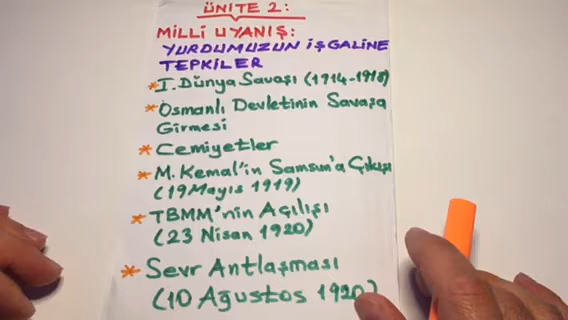 ÜNİTE 2:
MİLLİ UYANIŞ:
YURDUMUZUN İŞGALİNE
TEPKİLER
* I. Dünya Savaşı (1914-1918)
* Osmanlı Devletinin Savaşa
Girmesi
* Cemiyetler
* M. Kemal'in Samsun'a Çıkışı
(19 Mayıs 1919)
* TBMM'nin Açılışı
(23 Nisan 1920)
* Sevr Antlaşması
(10 Ağustos 1920)